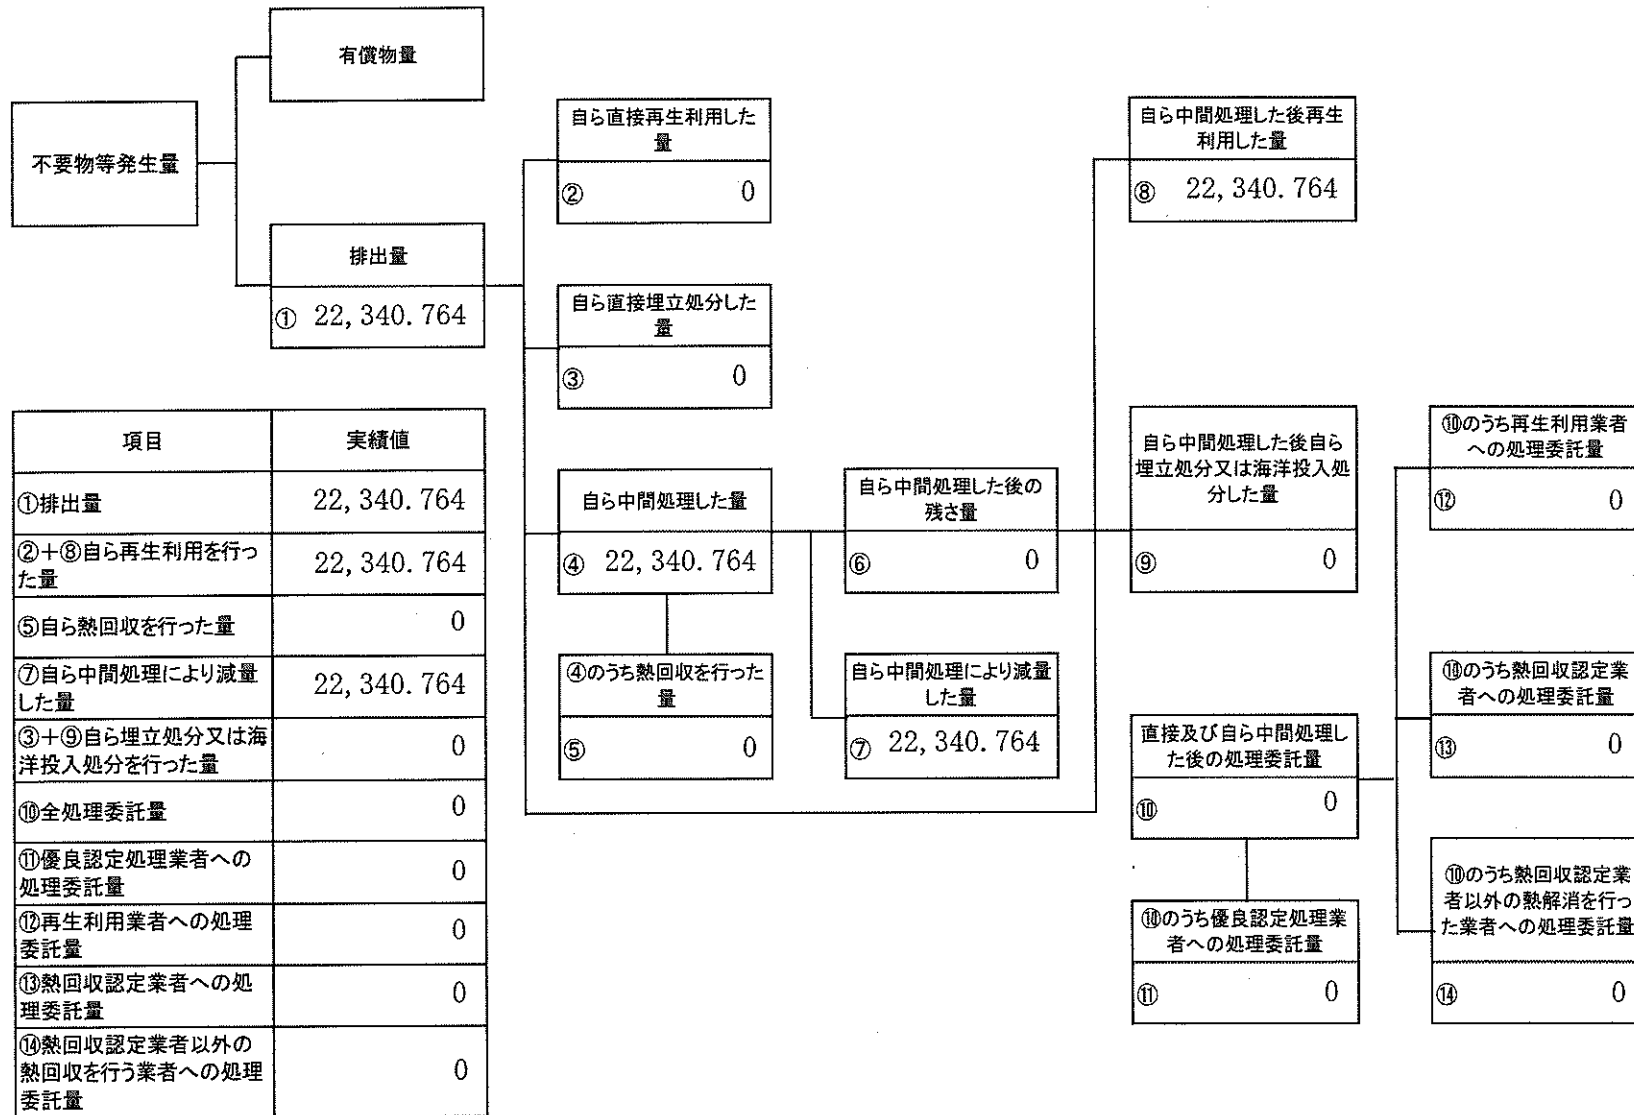 有償物量
不要物等発生量
排出量
① 22,340.764
自ら直接再生利用した
量
② 0
自ら直接埋立処分した
量
③ 0
自ら中間処理した量
④ 22,340.764
④のうち熱回収を行った
量
⑤ 0
自ら中間処理した後の
残さ量
⑥ 0
自ら中間処理により減量
した量
⑦ 22,340.764
自ら中間処理した後再生
利用した量
⑧ 22,340.764
自ら中間処理した後自ら
埋立処分又は海洋投入処
分した量
⑨ 0
直接及び自ら中間処理し
た後の処理委託量
⑩ 0
⑩のうち優良認定処理業
者への処理委託量
⑪ 0
⑩のうち再生利用業者
への処理委託量
⑫ 0
⑩のうち熱回収認定業
者への処理委託量
⑬ 0
⑩のうち熱回収認定業
者以外の熱解消を行っ
た業者への処理委託量
⑭ 0
項目 実績値
①排出量 22,340.764
②+⑧自ら再生利用を行っ
た量 22,340.764
⑤自ら熱回収を行った量 0
⑦自ら中間処理により減量
した量 22,340.764
③+⑨自ら埋立処分又は海
洋投入処分を行った量 0
⑩全処理委託量 0
⑪優良認定処理業者への
処理委託量 0
⑫再生利用業者への処理
委託量 0
⑬熱回収認定業者への処
理委託量 0
⑭熱回収認定業者以外の
熱回収を行う業者への処理
委託量 0